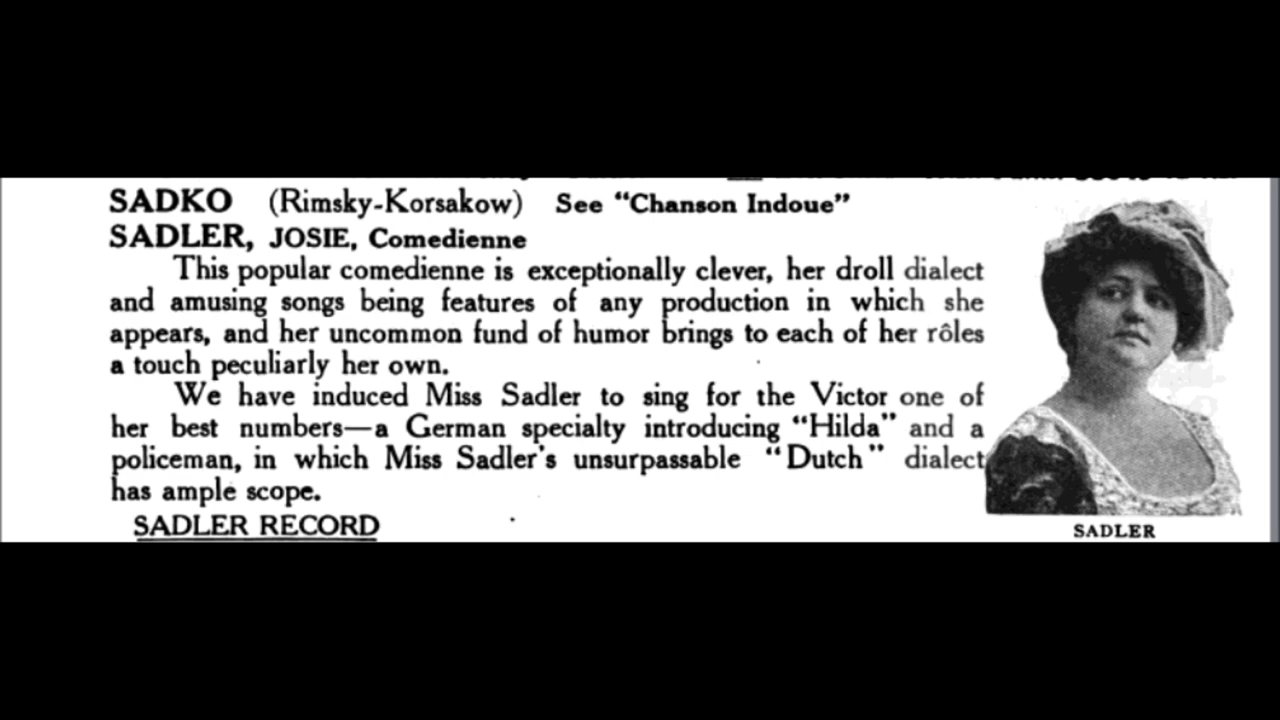 SADKO (Rimsky-Korsakow) See "Chanson Indoue"
SADLER, JOSIE, Comedienne
This popular comedienne is exceptionally clever, her droll dialect
and amusing songs being features of any production in which she
appears, and her uncommon fund of humor brings to each of her rôles
a touch peculiarly her own.
We have induced Miss Sadler to sing for the Victor one of
her best numbers—a German specialty introducing "Hilda" and a
policeman, in which Miss Sadler's unsurpassable "Dutch" dialect
has ample scope.
SADLER RECORD
SADLER